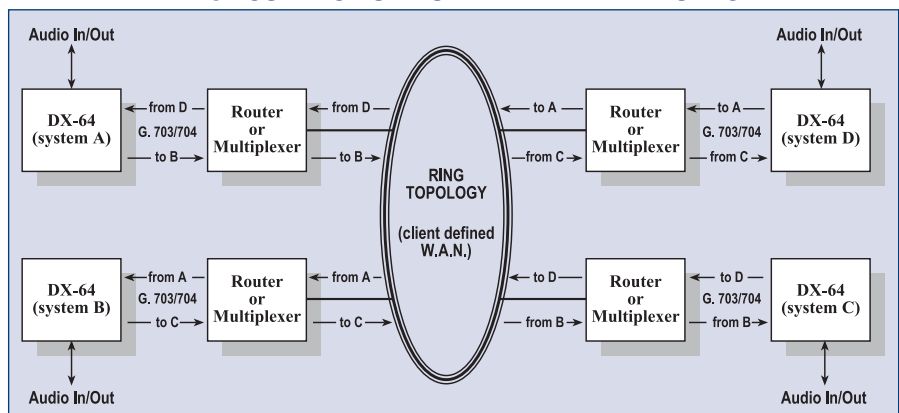 Audio In/Out
Audio In/Out
DX-64
(system A)
from D
G. 703/704
to B
Router
or
Multiplexer
from D
to B
RING
TOPOLOGY
(client defined
W.A.N.)
to A
from C
Router
or
Multiplexer
to A
G. 703/704
from C
DX-64
(system D)
DX-64
(system B)
from A
G. 703/704
to C
Router
or
Multiplexer
from A
to C
to D
from B
Router
or
Multiplexer
to D
G. 703/704
from B
DX-64
(system C)
Audio In/Out
Audio In/Out